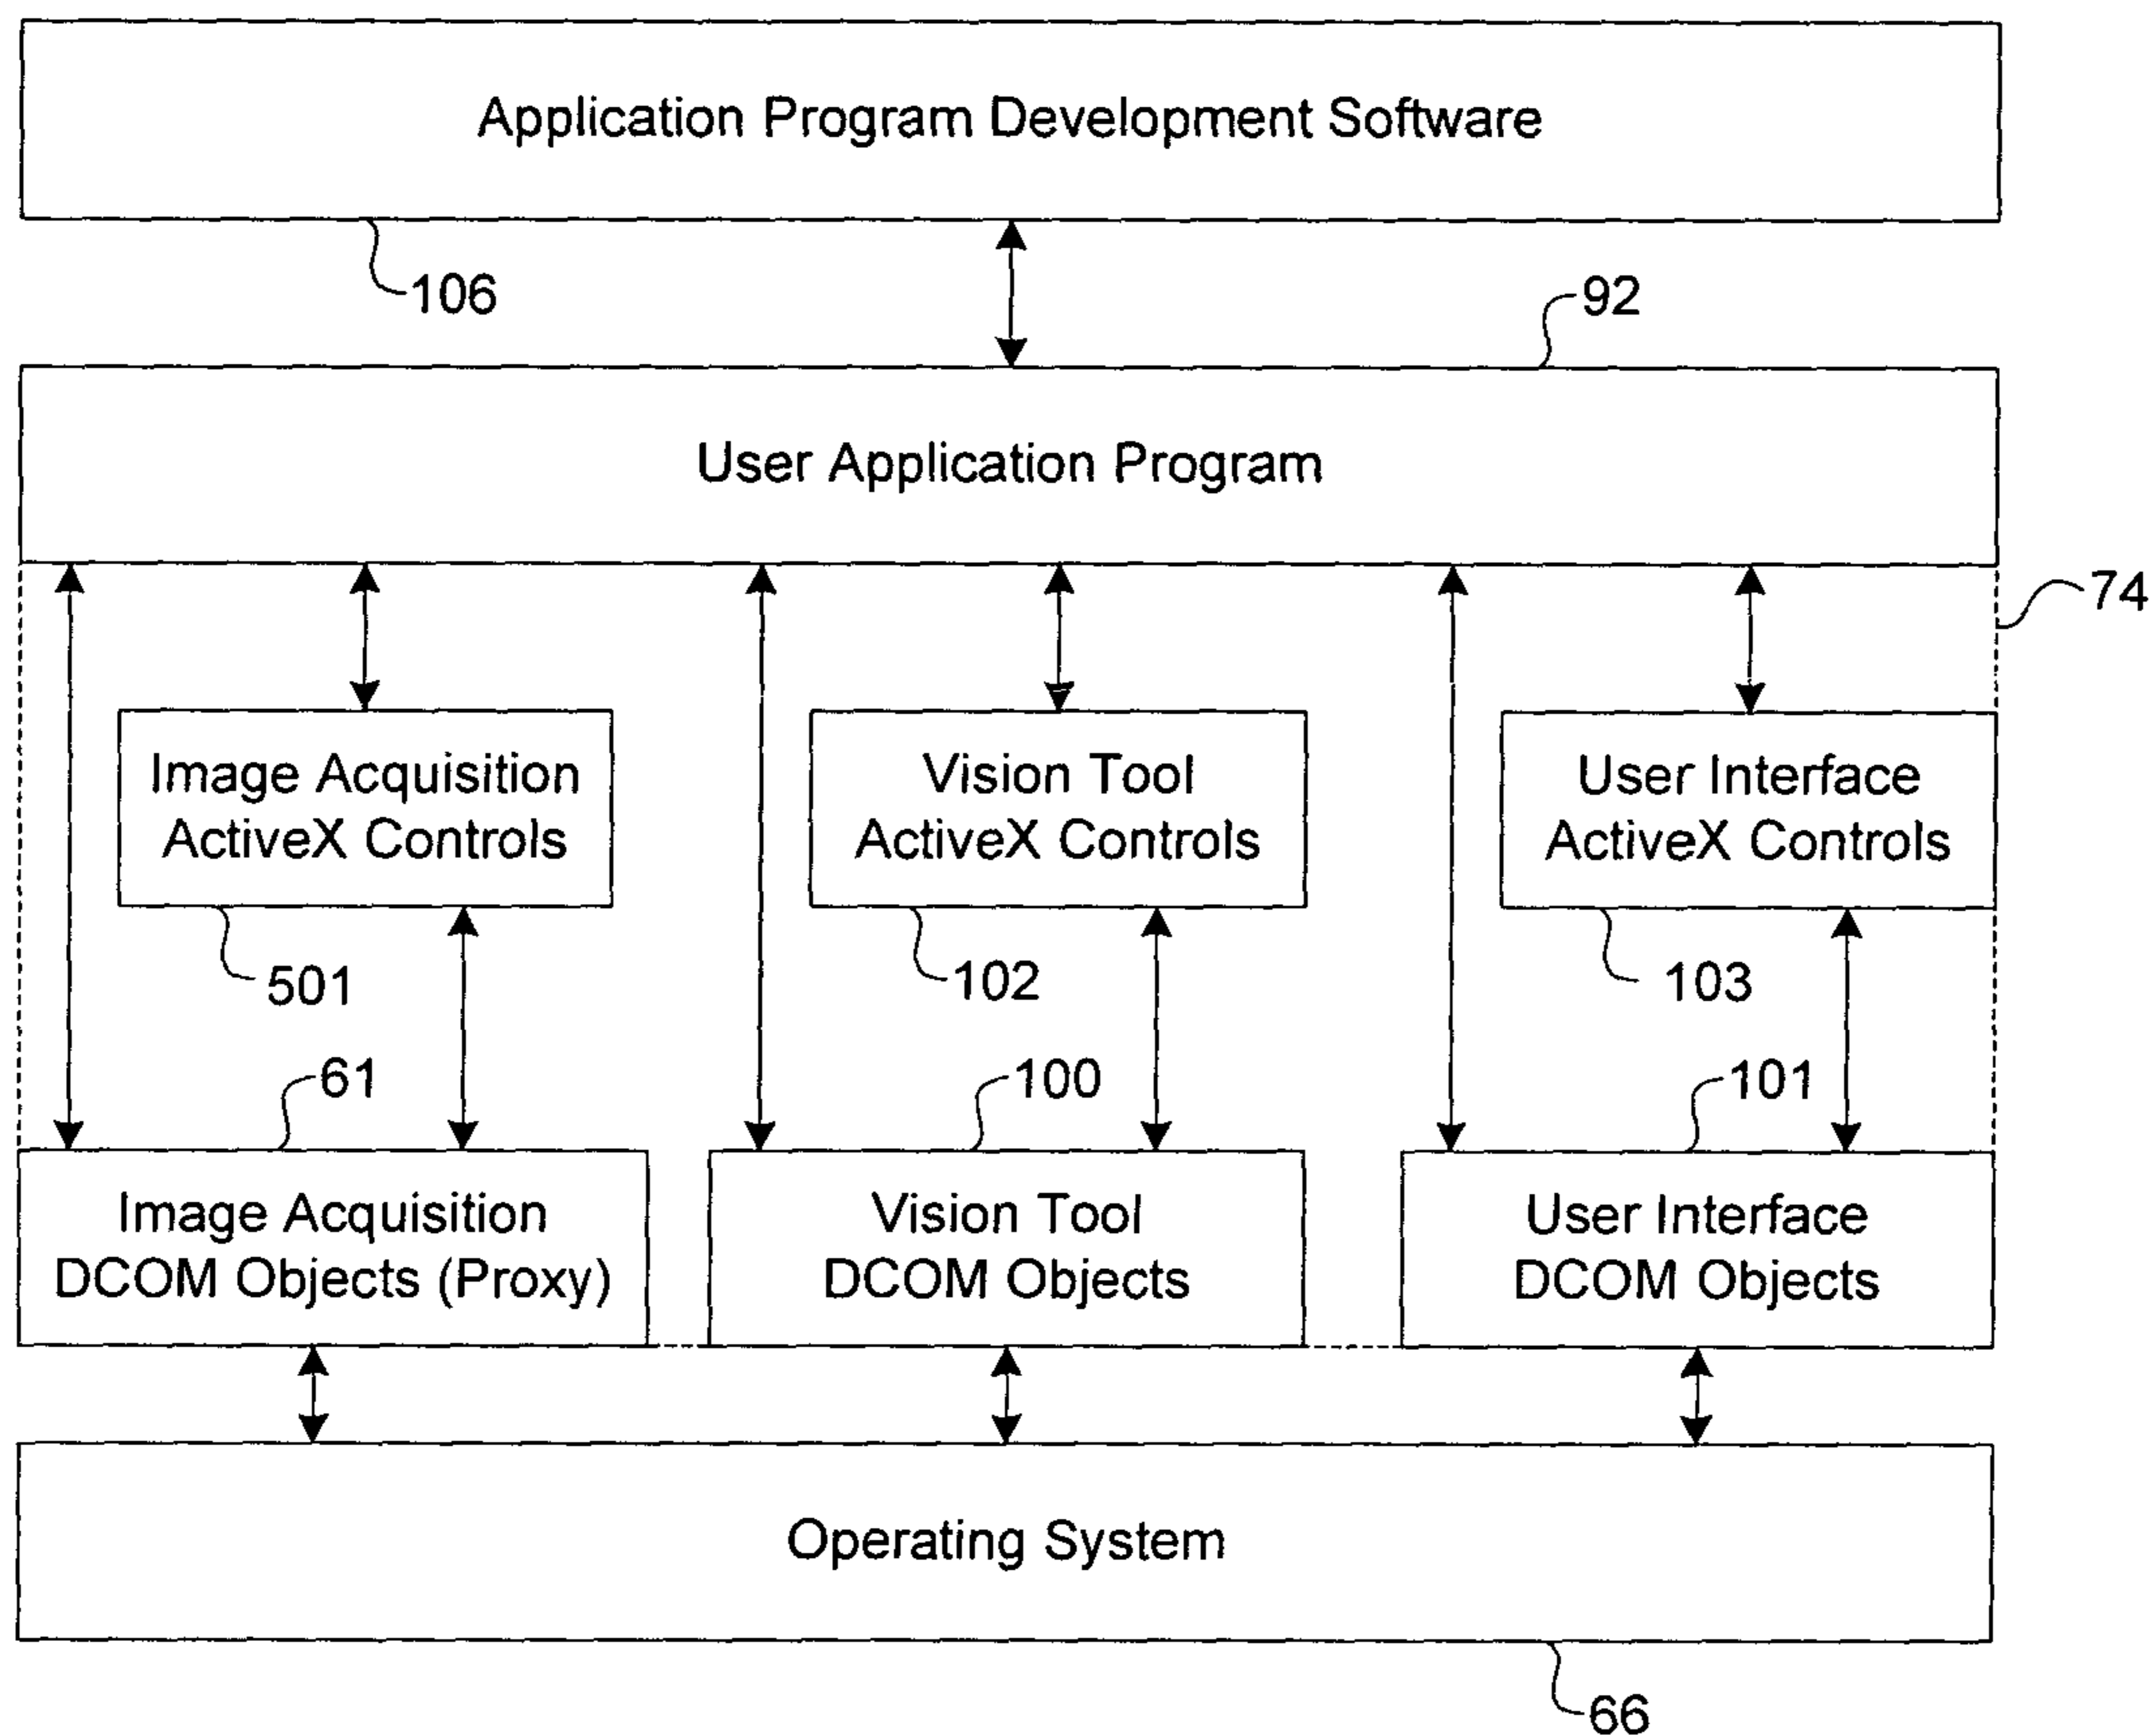 Application Program Development Software
106
92
User Application Program
74
Image Acquisition
ActiveX Controls
Vision Tool
ActiveX Controls
User Interface
ActiveX Controls
501
102
103
61
100
101
Image Acquisition
DCOM Objects (Proxy)
Vision Tool
DCOM Objects
User Interface
DCOM Objects
Operating System
66